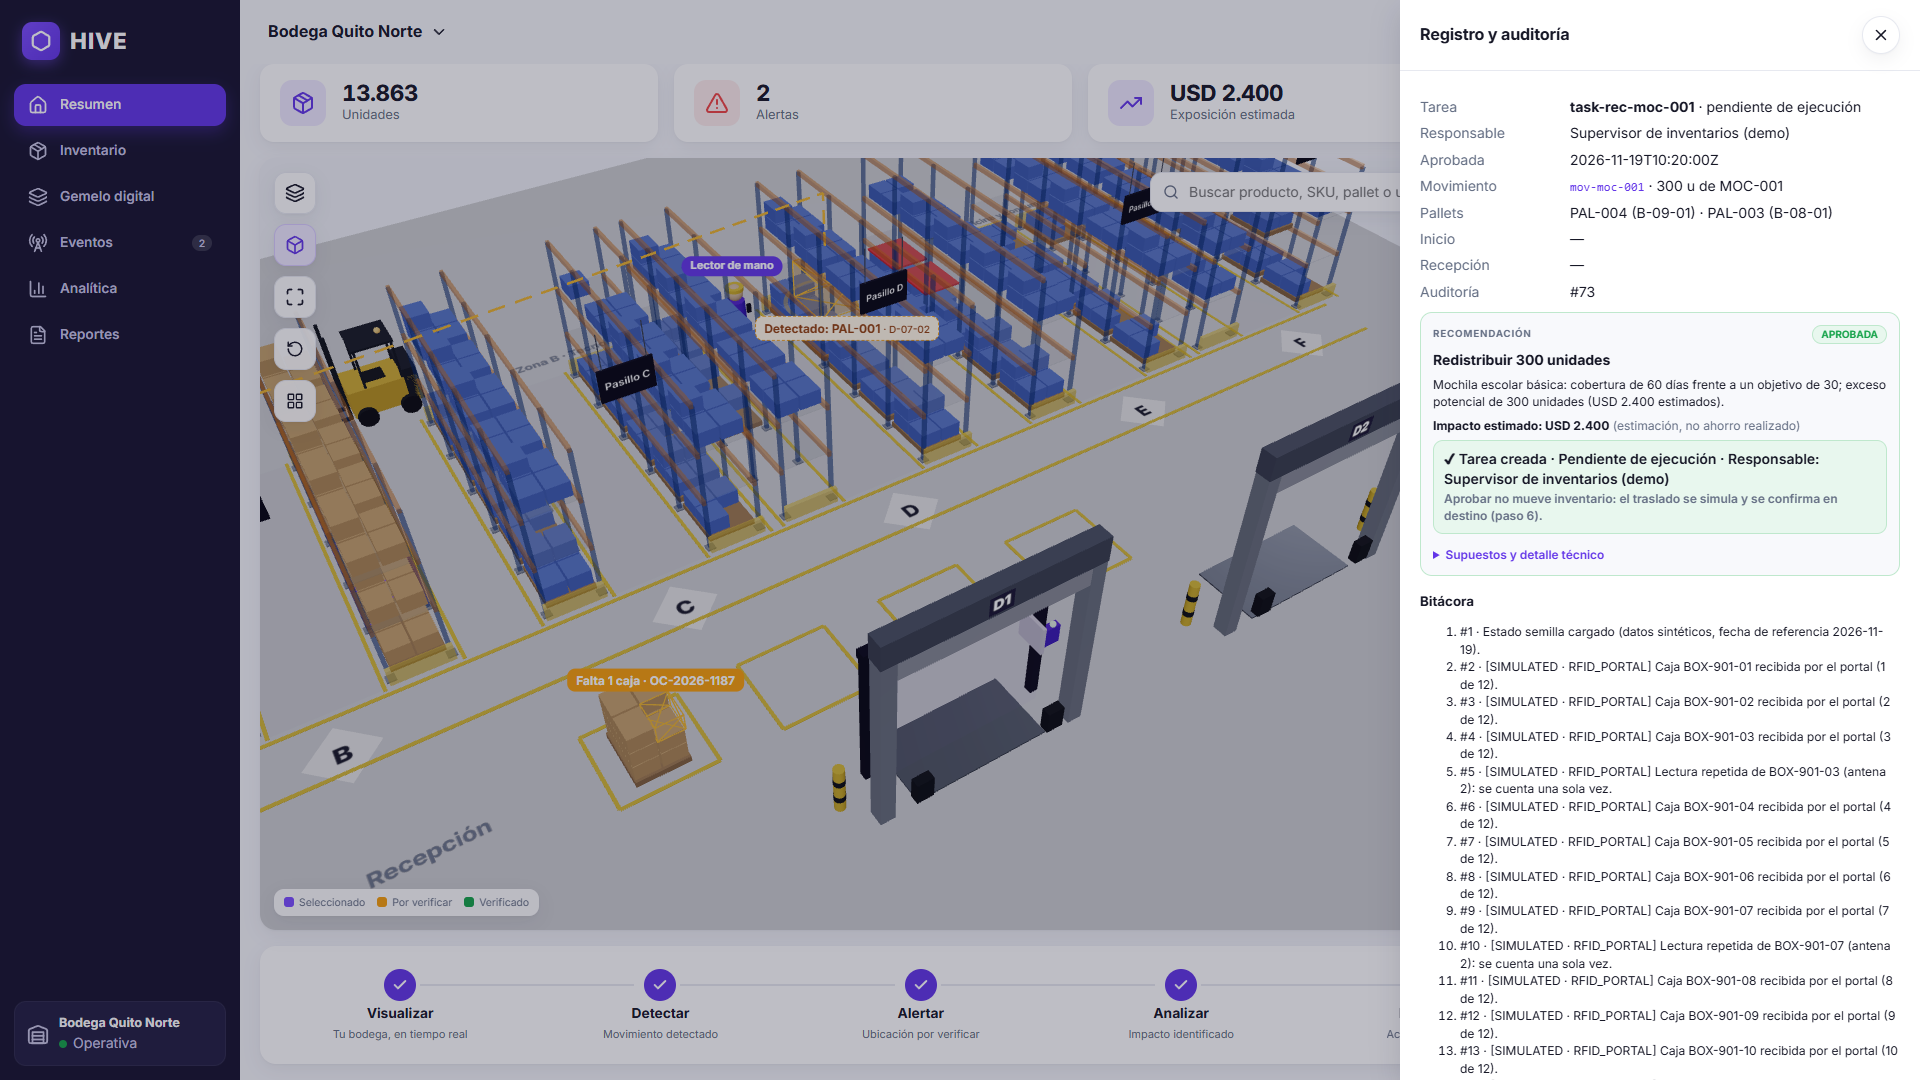 HIVE
Resumen
Inventario
Gemelo digital
Eventos
2
Analítica
Reportes
Bodega Quito Norte
Operativa
Bodega Quito Norte
13.863
Unidades
2
Alertas
USD 2.400
Exposición estimada
Buscar producto, SKU, pallet o u
Lector de mano
Detectado: PAL-001 · D-07-02
Pasillo D
Pasillo C
Zona B
F
E
D
C
B
D2
D1
Falta 1 caja · OC-2026-1187
Recepción
Seleccionado
Por verificar
Verificado
Visualizar
Tu bodega, en tiempo real
Detectar
Movimiento detectado
Alertar
Ubicación por verificar
Analizar
Impacto identificado
Registro y auditoría
Tarea task-rec-moc-001 · pendiente de ejecución
Responsable Supervisor de inventarios (demo)
Aprobada 2026-11-19T10:20:00Z
Movimiento mov-moc-001 · 300 u de MOC-001
Pallets PAL-004 (B-09-01) · PAL-003 (B-08-01)
Inicio —
Recepción —
Auditoría #73
RECOMENDACIÓN APROBADA
Redistribuir 300 unidades
Mochila escolar básica: cobertura de 60 días frente a un objetivo de 30; exceso
potencial de 300 unidades (USD 2.400 estimados).
Impacto estimado: USD 2.400 (estimación, no ahorro realizado)
✓ Tarea creada · Pendiente de ejecución · Responsable:
Supervisor de inventarios (demo)
Aprobar no mueve inventario: el traslado se simula y se confirma en
destino (paso 6).
▶ Supuestos y detalle técnico
Bitácora
1. #1 · Estado semilla cargado (datos sintéticos, fecha de referencia 2026-11-
19).
2. #2 · [SIMULATED · RFID_PORTAL] Caja BOX-901-01 recibida por el portal (1
de 12).
3. #3 · [SIMULATED · RFID_PORTAL] Caja BOX-901-02 recibida por el portal (2
de 12).
4. #4 · [SIMULATED · RFID_PORTAL] Caja BOX-901-03 recibida por el portal (3
de 12).
5. #5 · [SIMULATED · RFID_PORTAL] Lectura repetida de BOX-901-03 (antena
2): se cuenta una sola vez.
6. #6 · [SIMULATED · RFID_PORTAL] Caja BOX-901-04 recibida por el portal (4
de 12).
7. #7 · [SIMULATED · RFID_PORTAL] Caja BOX-901-05 recibida por el portal (5
de 12).
8. #8 · [SIMULATED · RFID_PORTAL] Caja BOX-901-06 recibida por el portal (6
de 12).
9. #9 · [SIMULATED · RFID_PORTAL] Caja BOX-901-07 recibida por el portal (7
de 12).
10. #10 · [SIMULATED · RFID_PORTAL] Lectura repetida de BOX-901-07 (antena
2): se cuenta una sola vez.
11. #11 · [SIMULATED · RFID_PORTAL] Caja BOX-901-08 recibida por el portal (8
de 12).
12. #12 · [SIMULATED · RFID_PORTAL] Caja BOX-901-09 recibida por el portal (9
de 12).
13. #13 · [SIMULATED · RFID_PORTAL] Caja BOX-901-10 recibida por el portal (10
de 12).